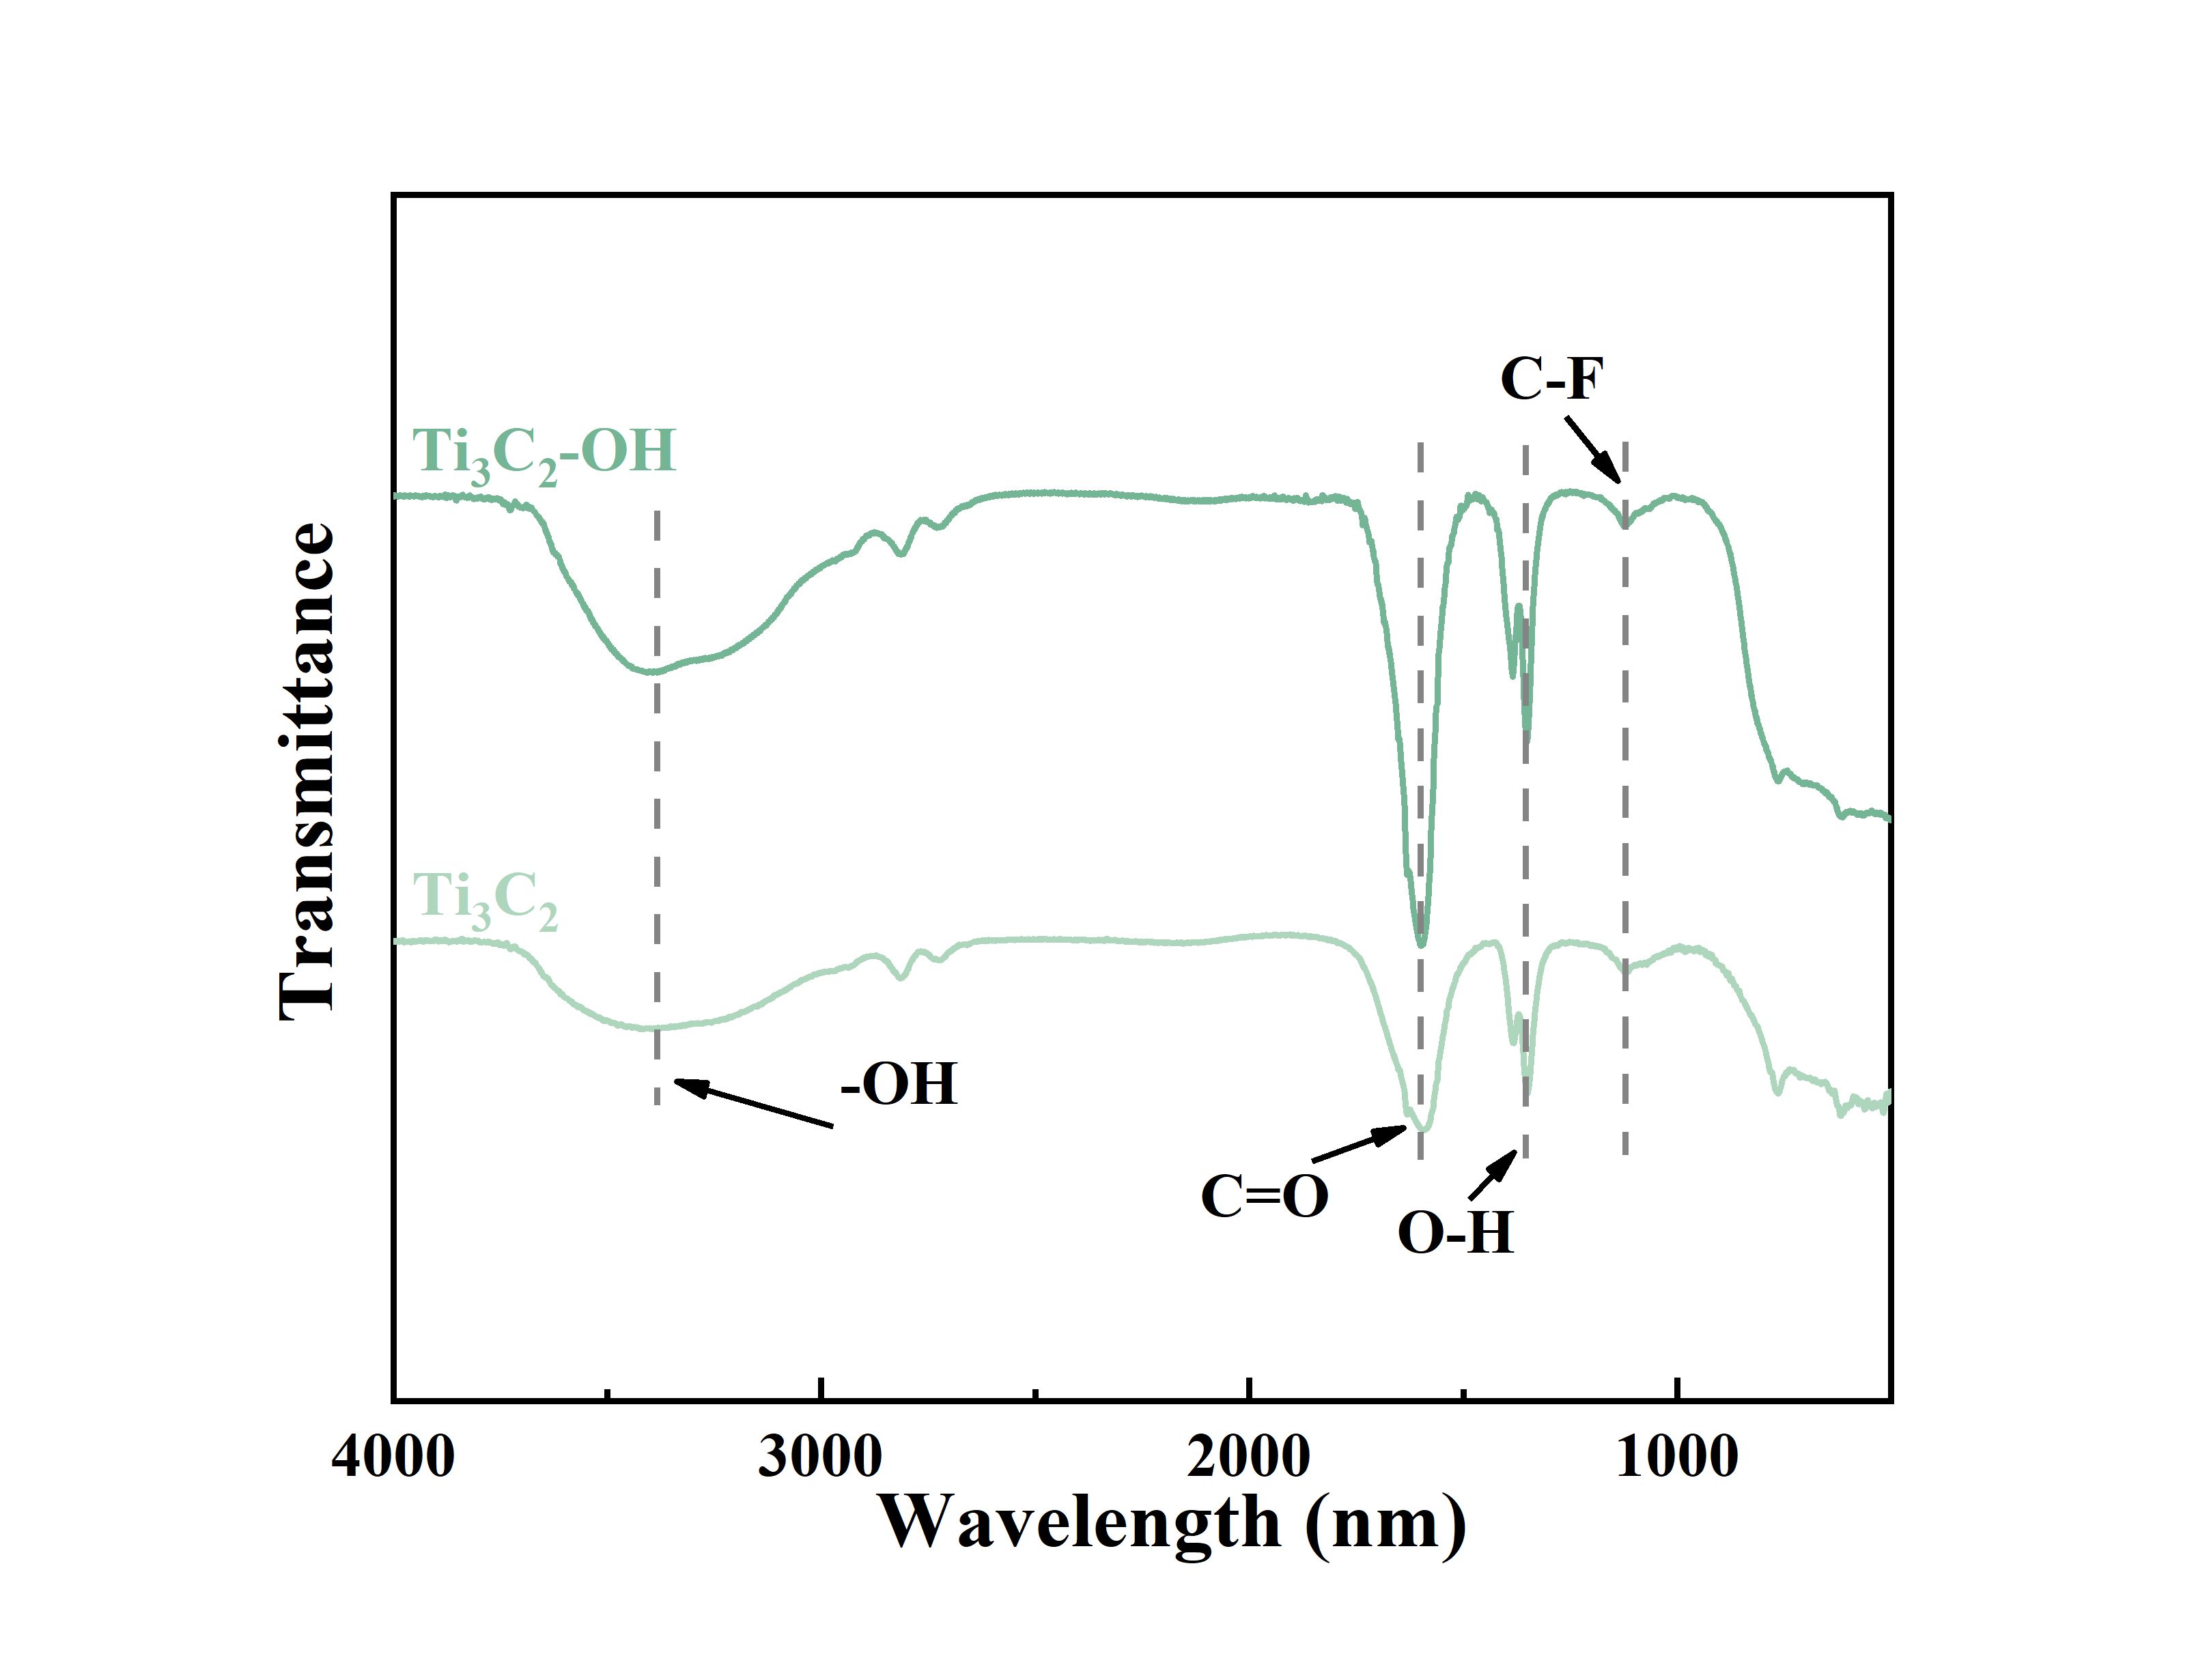 C-F
Ti₃C₂-OH
Transmittance
Ti₃C₂
-OH
C=O
O-H
4000 3000 2000 1000
Wavelength (nm)